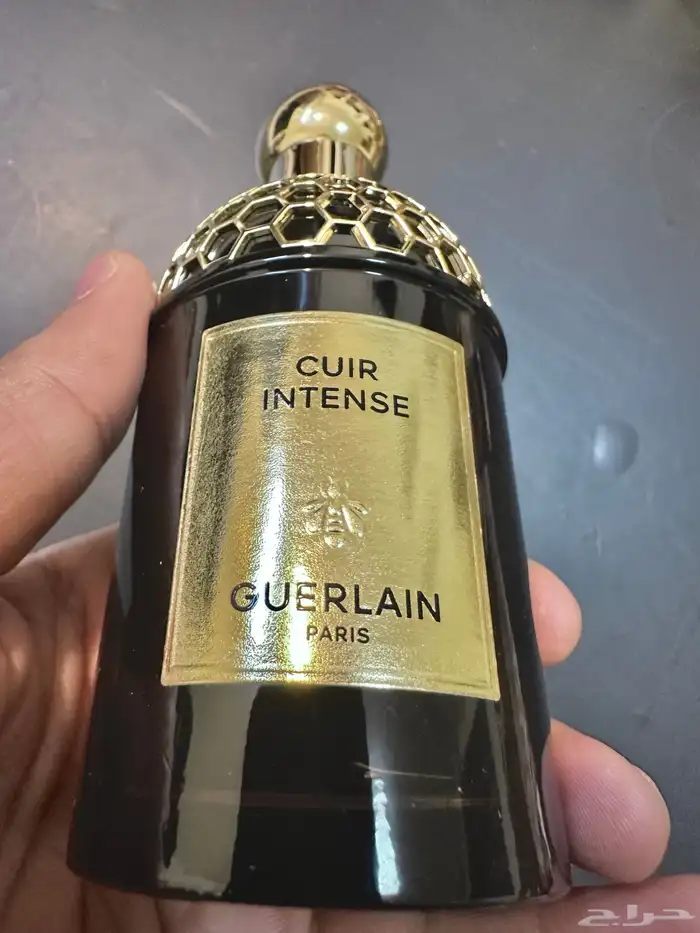 CUIR
INTENSE
GUERLAIN
PARIS
حراج